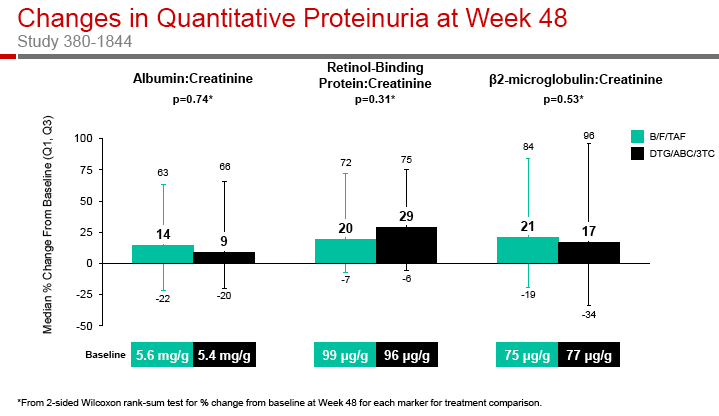 Changes in Quantitative Proteinuria at Week 48
Study 380-1844
Albumin:Creatinine
p=0.74*
Retinol-Binding
Protein:Creatinine
p=0.31*
β2-microglobulin:Creatinine
p=0.53*
B/F/TAF
DTG/ABC/3TC
Median % Change From Baseline (Q1, Q3)
100
75
50
25
0
-25
-50
63
66
14
9
-22
-20
72
75
20
29
-7
-6
84
96
21
17
-19
-34
Baseline
5.6 mg/g
5.4 mg/g
99 µg/g
96 µg/g
75 µg/g
77 µg/g
*From 2-sided Wilcoxon rank-sum test for % change from baseline at Week 48 for each marker for treatment comparison.